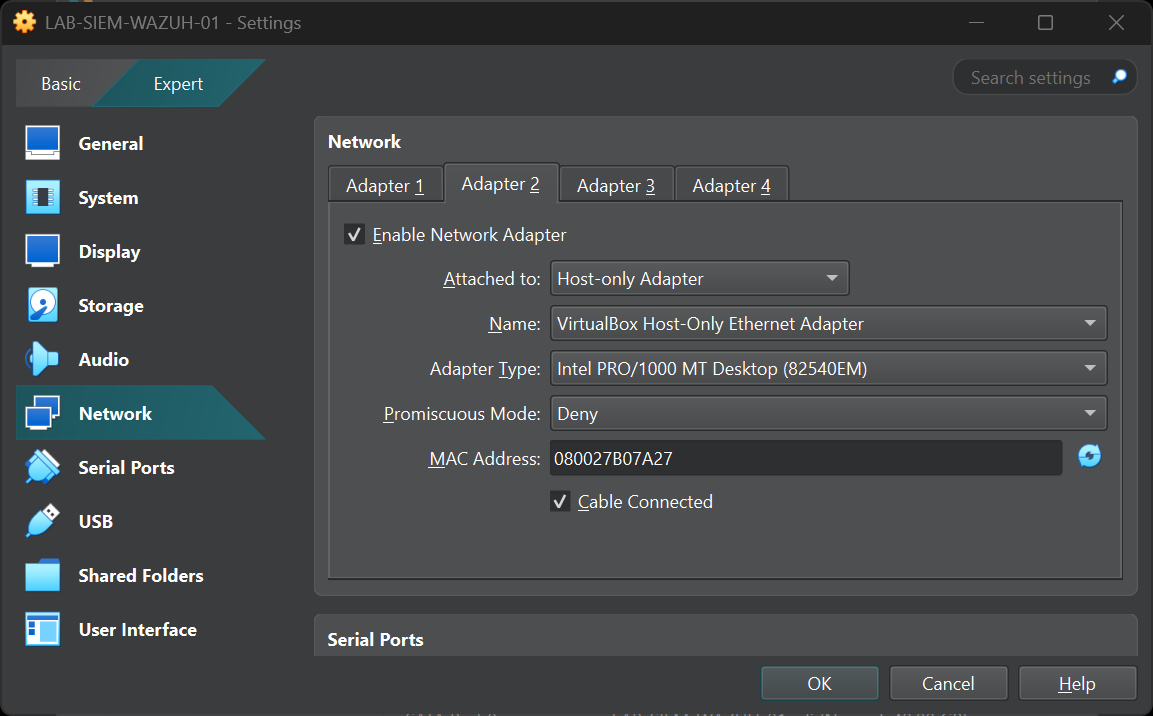 LAB-SIEM-WAZUH-01 - Settings
Basic
Expert
Search settings
General
System
Display
Storage
Audio
Network
Serial Ports
USB
Shared Folders
User Interface
Network
Adapter 1
Adapter 2
Adapter 3
Adapter 4
Enable Network Adapter
Attached to: Host-only Adapter
Name: VirtualBox Host-Only Ethernet Adapter
Adapter Type: Intel PRO/1000 MT Desktop (82540EM)
Promiscuous Mode: Deny
MAC Address: 080027B07A27
Cable Connected
Serial Ports
OK
Cancel
Help